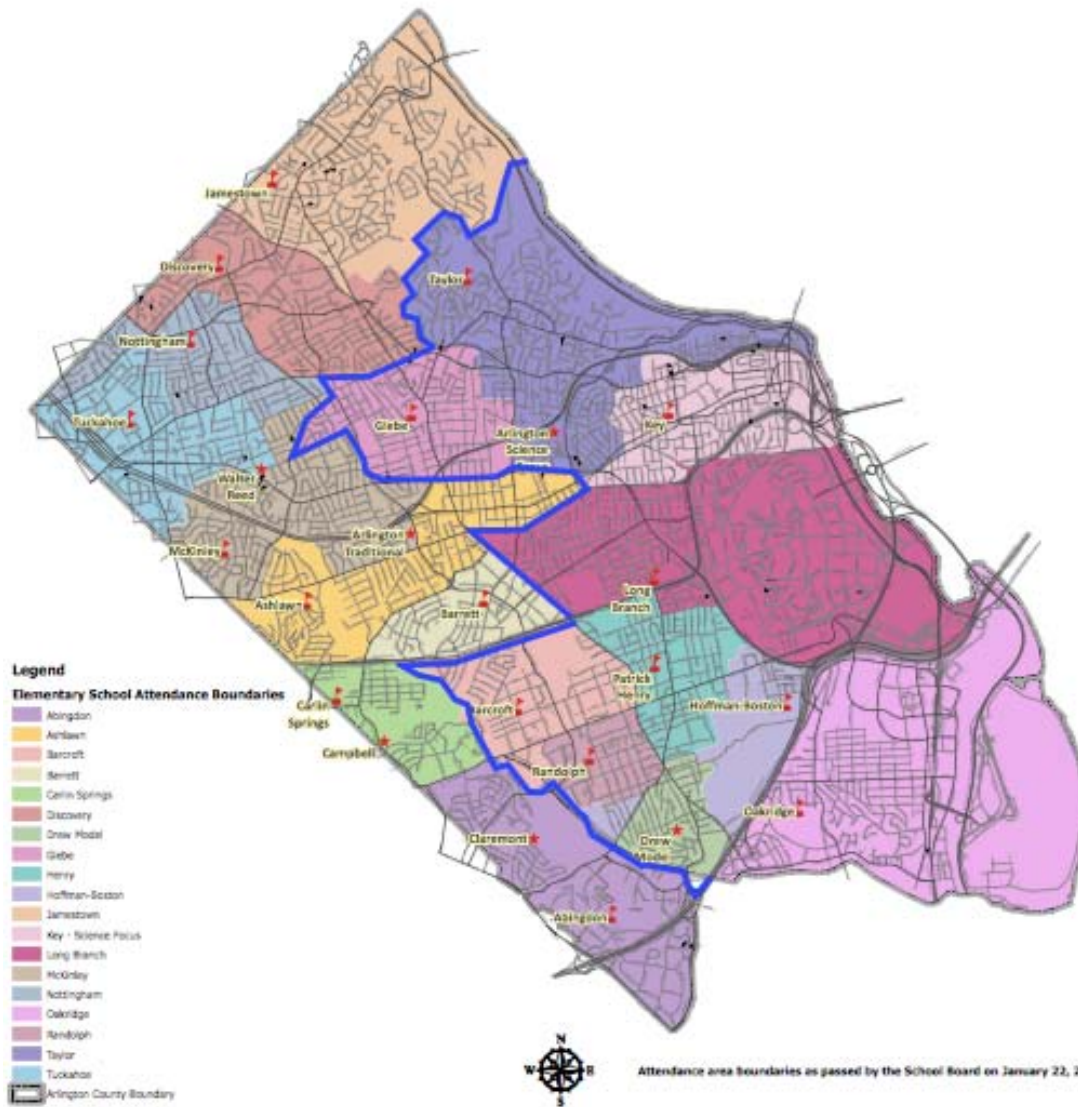 Jamestown
Discovery
Taylor
Nottingham
Tuckahoe
Glebe
Arlington
Science
Key
Walter
Reed
Arlington
Traditional
McKinley
Ashlawn
Barrett
Long
Branch
Patrick
Henry
Carlin
Springs
Barcroft
Hoffman-Boston
Campbell
Randolph
Oakridge
Claremont
Drew
Model
Abingdon
Legend
Elementary School Attendance Boundaries
Abingdon
Ashlawn
Barcroft
Barrett
Carlin Springs
Discovery
Drew Model
Glebe
Henry
Hoffman-Boston
Jamestown
Key - Science Focus
Long Branch
McKinley
Nottingham
Oakridge
Randolph
Taylor
Tuckahoe
Arlington County Boundary
N
W E
S
Attendance area boundaries as passed by the School Board on January 22, 2